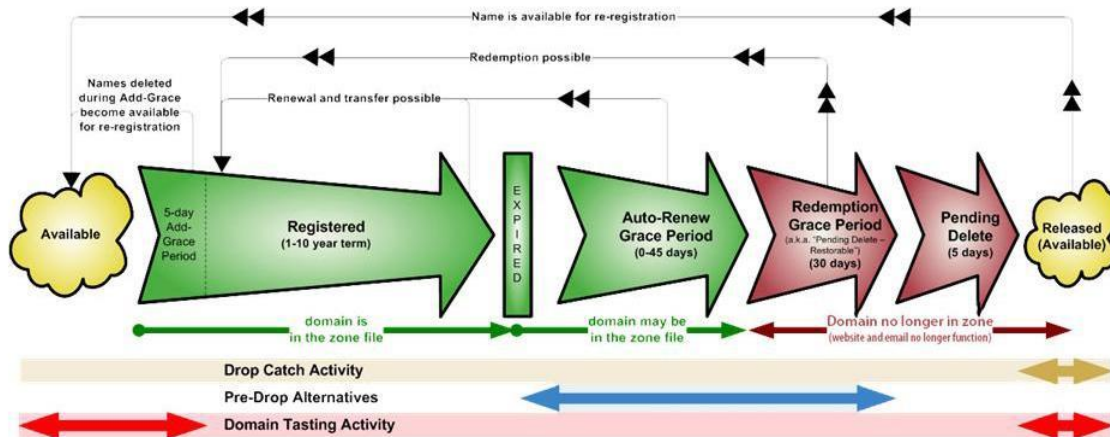 Name is available for re-registration
Redemption possible
Names deleted
during Add-Grace
become available
for re-registration
Renewal and transfer possible
Available
5-day
Add-
Grace
Period
Registered
(1-10 year term)
EXPIRED
Auto-Renew
Grace Period
(0-45 days)
Redemption
Grace Period
(a.k.a. "Pending Delete –
Restorable")
(30 days)
Pending
Delete
(5 days)
Released
(Available)
domain is
in the zone file
domain may be
in the zone file
Domain no longer in zone
(website and email no longer function)
Drop Catch Activity
Pre-Drop Alternatives
Domain Tasting Activity